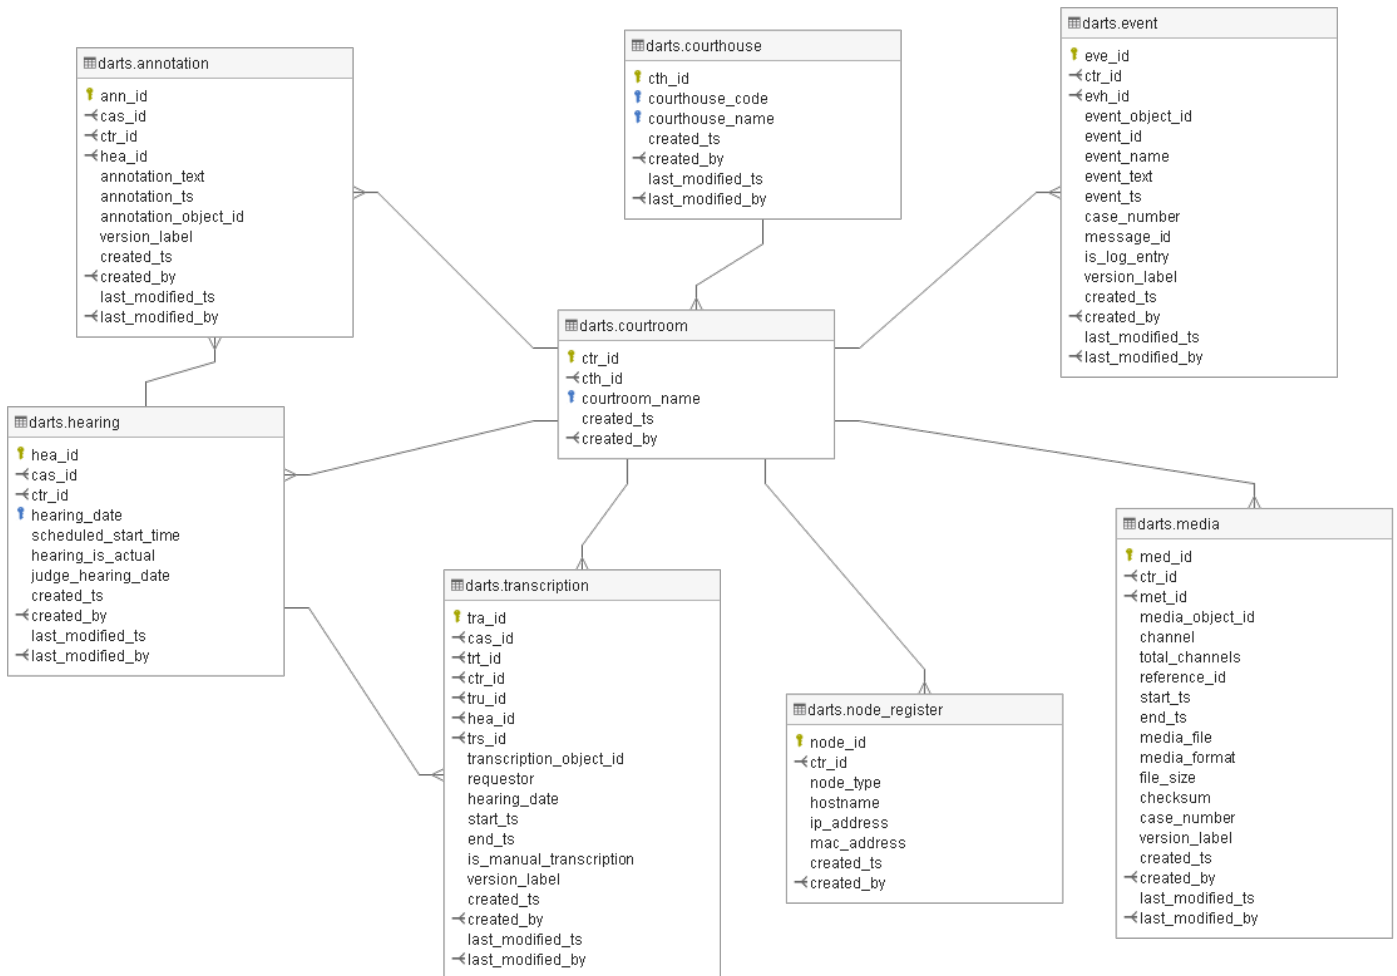 darts.annotation
ann_id
cas_id
ctr_id
hea_id
annotation_text
annotation_ts
annotation_object_id
version_label
created_ts
created_by
last_modified_ts
last_modified_by
darts.courthouse
cth_id
courthouse_code
courthouse_name
created_ts
created_by
last_modified_ts
last_modified_by
darts.event
eve_id
ctr_id
evh_id
event_object_id
event_id
event_name
event_text
event_ts
case_number
message_id
is_log_entry
version_label
created_ts
created_by
last_modified_ts
last_modified_by
darts.courtroom
ctr_id
cth_id
courtroom_name
created_ts
created_by
darts.hearing
hea_id
cas_id
ctr_id
hearing_date
scheduled_start_time
hearing_is_actual
judge_hearing_date
created_ts
created_by
last_modified_ts
last_modified_by
darts.transcription
tra_id
cas_id
trt_id
ctr_id
tru_id
hea_id
trs_id
transcription_object_id
requestor
hearing_date
start_ts
end_ts
is_manual_transcription
version_label
created_ts
created_by
last_modified_ts
last_modified_by
darts.node_register
node_id
ctr_id
node_type
hostname
ip_address
mac_address
created_ts
created_by
darts.media
med_id
ctr_id
met_id
media_object_id
channel
total_channels
reference_id
start_ts
end_ts
media_file
media_format
file_size
checksum
case_number
version_label
created_ts
created_by
last_modified_ts
last_modified_by